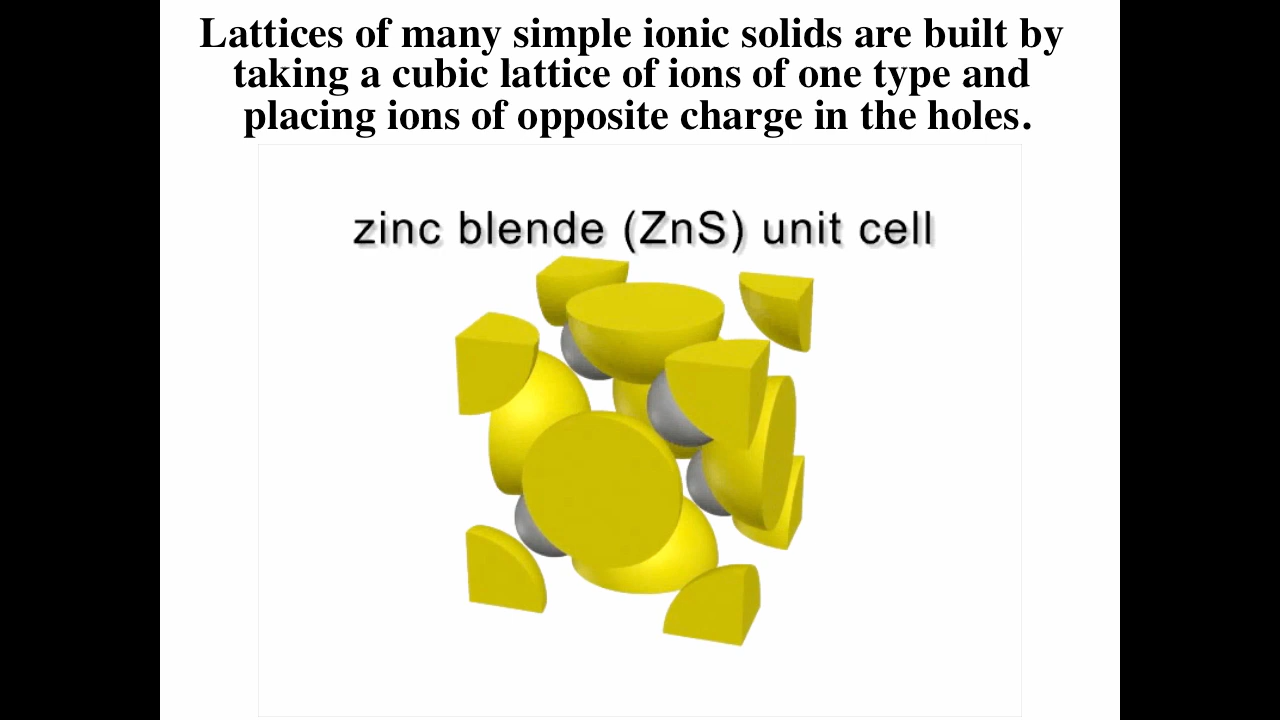 Lattices of many simple ionic solids are built by
taking a cubic lattice of ions of one type and
placing ions of opposite charge in the holes.
zinc blende (ZnS) unit cell